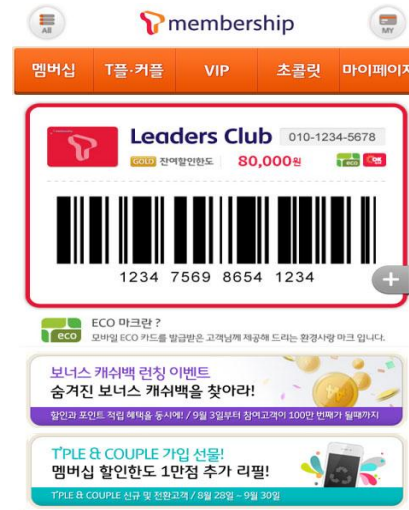 All
T membership
MY
멤버십 T플·커플 VIP 초콜릿 마이페이지
Leaders Club 010-1234-5678
GOLD 잔여할인한도 80,000원 eco
1234 7569 8654 1234
+
eco
ECO 마크란 ?
모바일 ECO 카드를 발급받은 고객님께 제공해 드리는 환경사랑 마크 입니다.
보너스 캐쉬백 런칭 이벤트
숨겨진 보너스 캐쉬백을 찾아라!
할인과 포인트 적립 혜택을 동시에! / 9월 3일부터 참여고객이 100만 번째가 될때까지
T'PLE & COUPLE 가입 선물!
멤버십 할인한도 1만점 추가 리필!
T'PLE & COUPLE 신규 및 전환고객 / 8월 28일 ~ 9월 30일